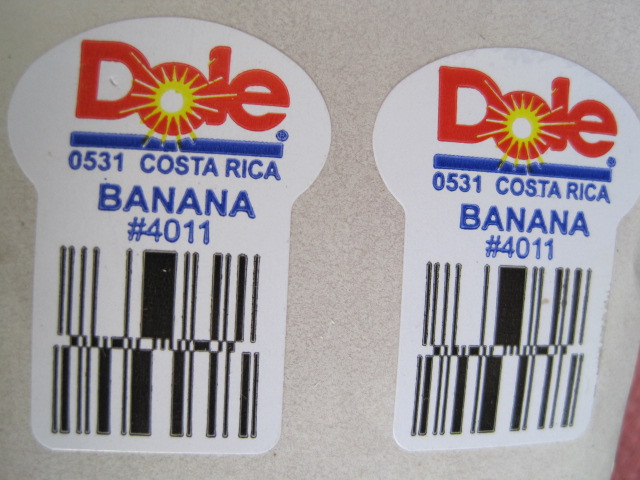 Dole®
0531 COSTA RICA
BANANA
#4011
Dole®
0531 COSTA RICA
BANANA
#4011